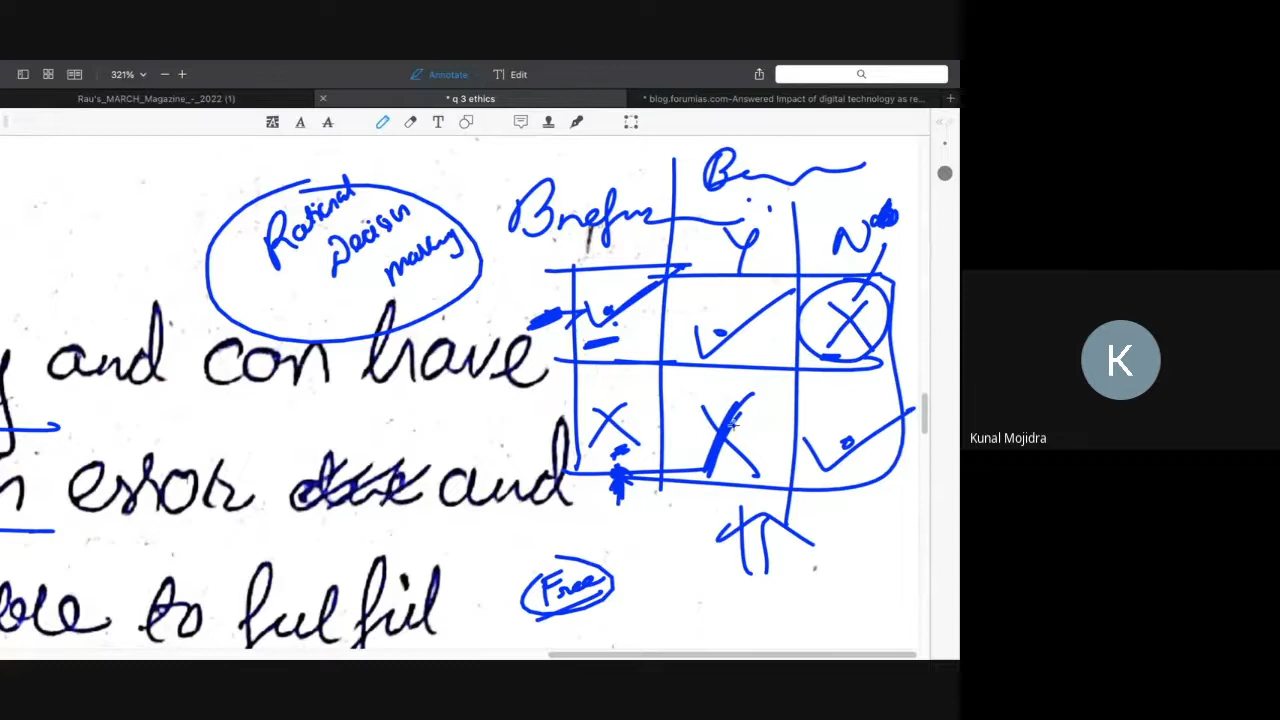 321%
Annotate
Edit
Rau's_MARCH_Magazine_-_2022 (1)
* q 3 ethics
* blog.forumias.com-Answered Impact of digital technology as re...
Rational
Decision
making
Y
and can have
error and
to fulfil
Free
K
Kunal Mojidra